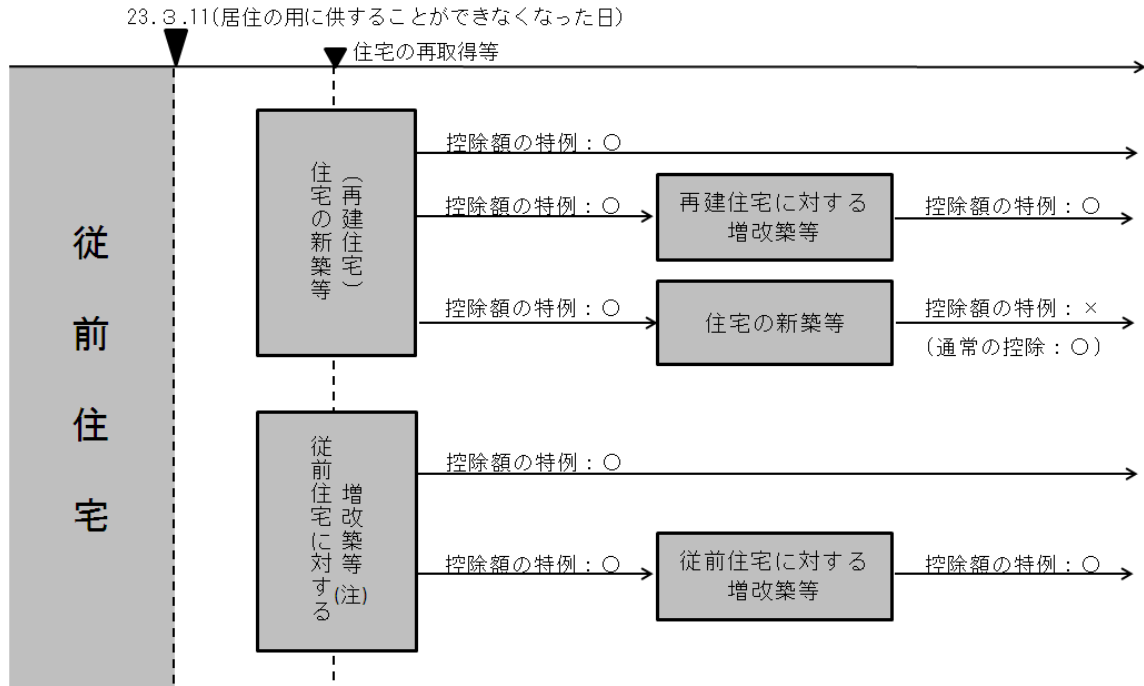 23.3.11(居住の用に供することができなくなった日)
住宅の再取得等
従前住宅
住宅の新築等
(再建住宅)
控除額の特例：○
控除額の特例：○
再建住宅に対する
増改築等
控除額の特例：○
控除額の特例：○
住宅の新築等
控除額の特例：×
(通常の控除：○)
従前住宅に対する
増改築等(注)
控除額の特例：○
控除額の特例：○
従前住宅に対する
増改築等
控除額の特例：○